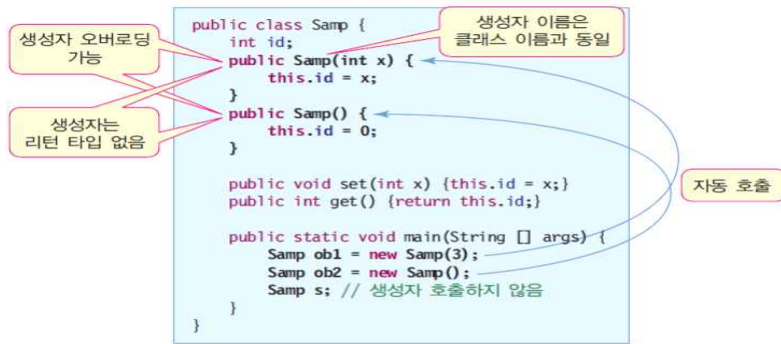 생성자 오버로딩
가능
생성자는
리턴 타입 없음
생성자 이름은
클래스 이름과 동일
자동 호출
public class Samp {
int id;
public Samp(int x) {
this.id = x;
}
public Samp() {
this.id = 0;
}
public void set(int x) {this.id = x;}
public int get() {return this.id;}
public static void main(String [] args) {
Samp ob1 = new Samp(3);
Samp ob2 = new Samp();
Samp s; // 생성자 호출하지 않음
}
}